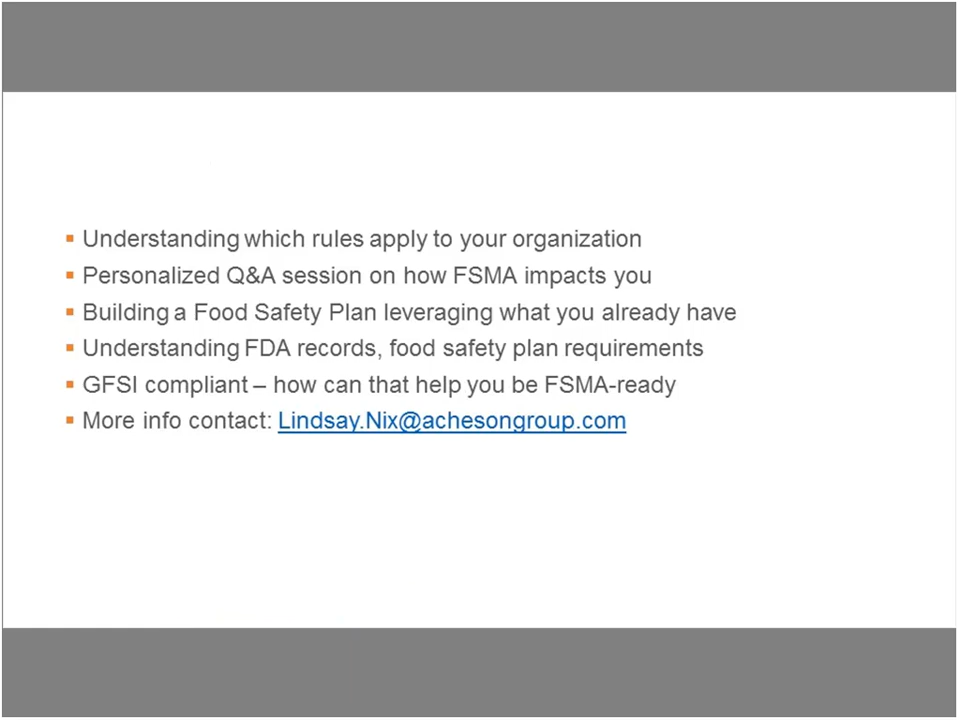 ▪ Understanding which rules apply to your organization
▪ Personalized Q&A session on how FSMA impacts you
▪ Building a Food Safety Plan leveraging what you already have
▪ Understanding FDA records, food safety plan requirements
▪ GFSI compliant – how can that help you be FSMA-ready
▪ More info contact: Lindsay.Nix@achesongroup.com